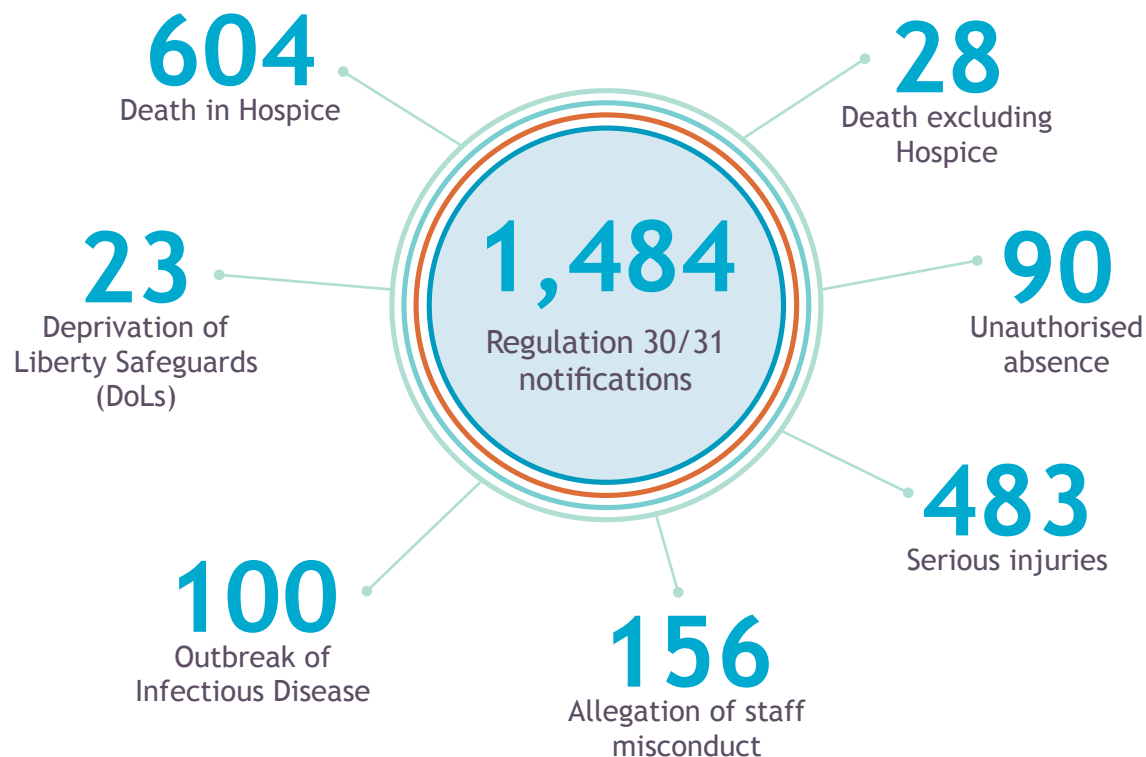 604
Death in Hospice
28
Death excluding
Hospice
23
Deprivation of
Liberty Safeguards
(DoLs)
1,484
Regulation 30/31
notifications
90
Unauthorised
absence
483
Serious injuries
100
Outbreak of
Infectious Disease
156
Allegation of staff
misconduct